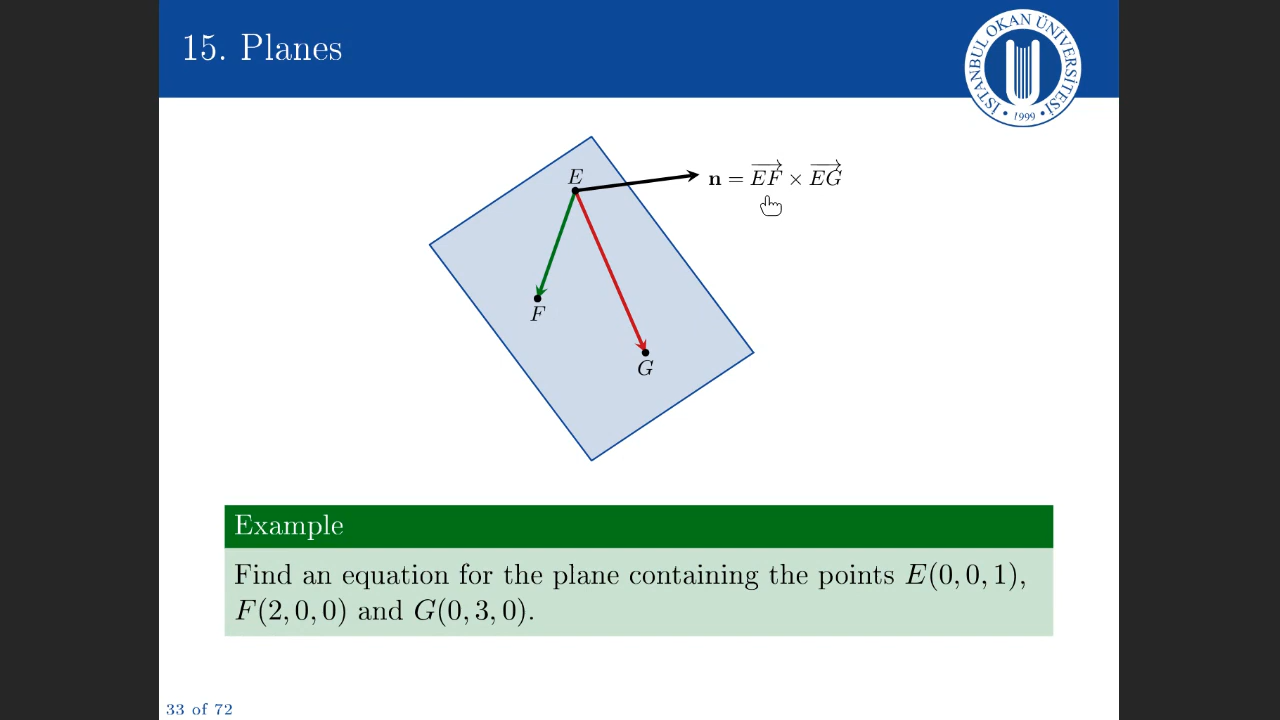 15. Planes
İSTANBUL OKAN ÜNİVERSİTESİ
• 1999 •
E
n = EF × EG
F
G
Example
Find an equation for the plane containing the points E(0, 0, 1),
F(2, 0, 0) and G(0, 3, 0).
33 of 72